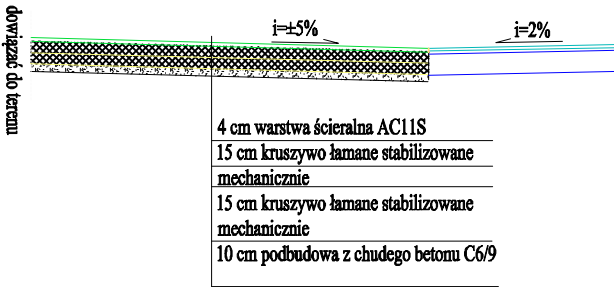 i=±5%
i=2%
dowiązać do terenu
4 cm warstwa ścieralna AC11S
15 cm kruszywo łamane stabilizowane
mechanicznie
15 cm kruszywo łamane stabilizowane
mechanicznie
10 cm podbudowa z chudego betonu C6/9